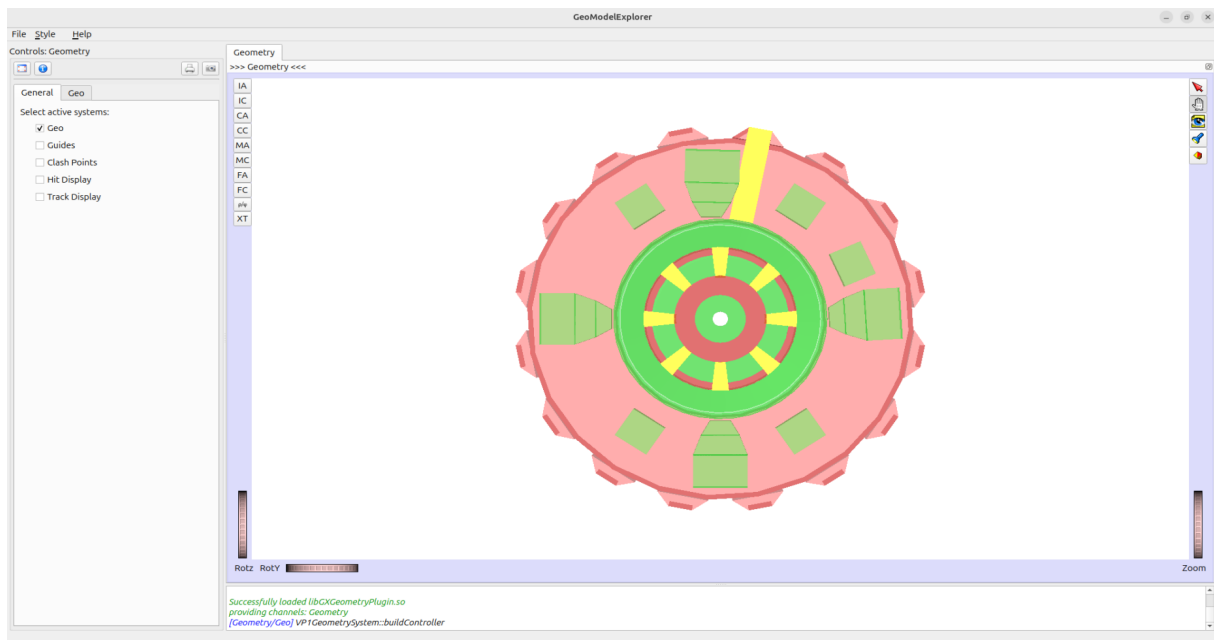 GeoModelExplorer
File Style Help
Controls: Geometry
Geometry
>>> Geometry <<<
General Geo
Select active systems:
Geo
Guides
Clash Points
Hit Display
Track Display
IA
IC
CA
CC
MA
MC
FA
FC
XT
Rotz RotY
Zoom
Successfully loaded libGXGeometryPlugin.so
providing channels: Geometry
[Geometry/Geo] VP1GeometrySystem::buildController